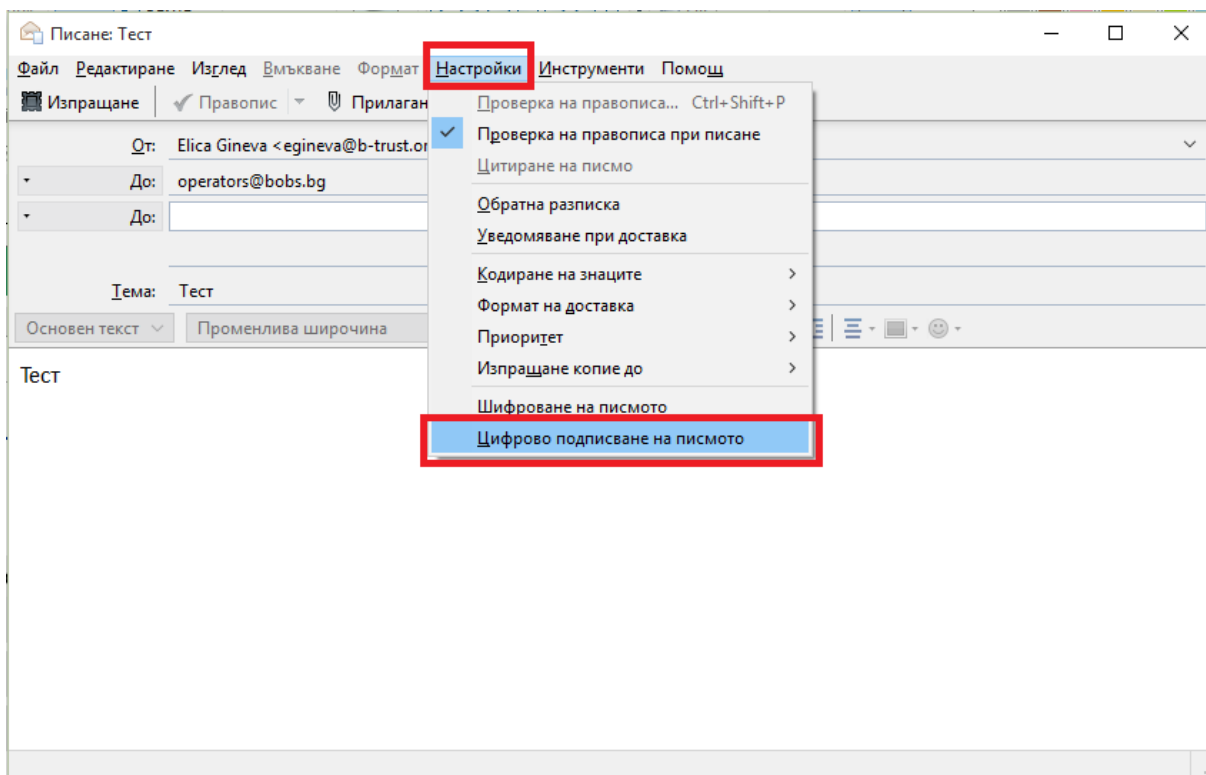 Писане: Тест
Файл Редактиране Изглед Вмъкване Формат Настройки Инструменти Помощ
Изпращане Правопис Прилаган
От: Elica Gineva <egineva@b-trust.or
До: operators@bobs.bg
До:
Тема: Тест
Основен текст Променлива широчина
Тест
Проверка на правописа... Ctrl+Shift+P
Проверка на правописа при писане
Цитиране на писмо
Обратна разписка
Уведомяване при доставка
Кодиране на знаците
Формат на доставка
Приоритет
Изпращане копие до
Шифроване на писмото
Цифрово подписване на писмото